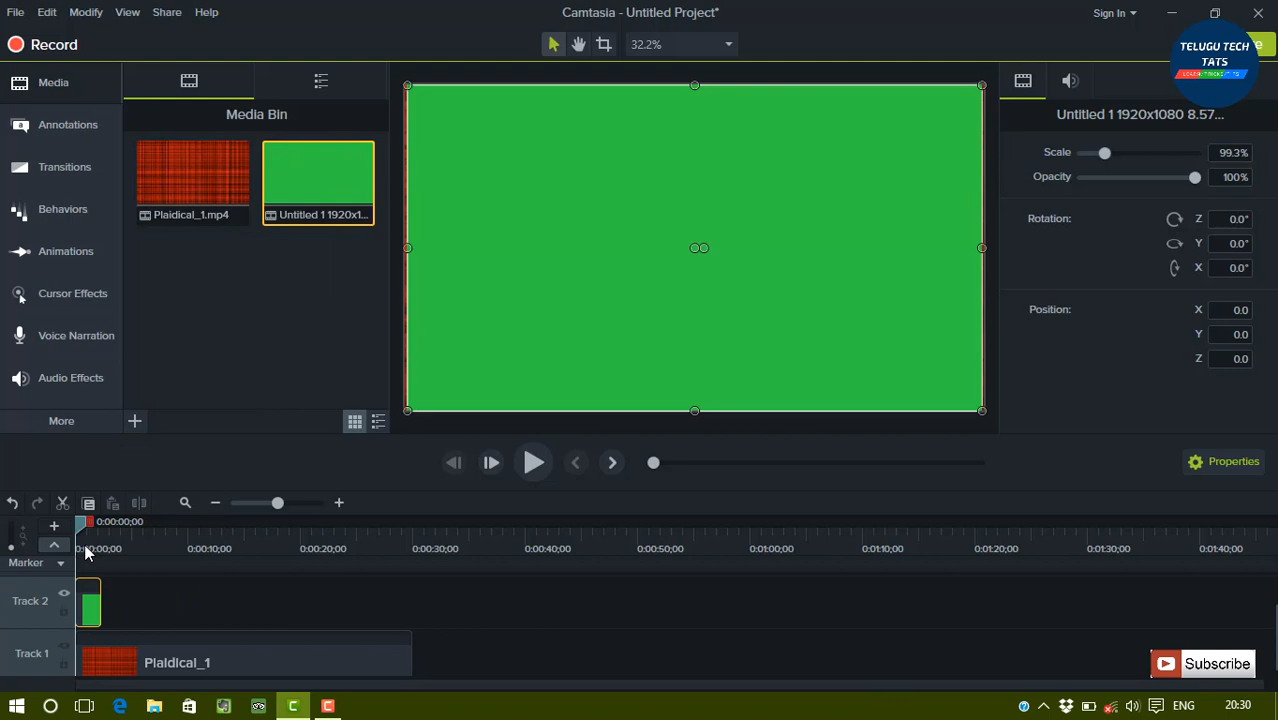 File Edit Modify View Share Help
Camtasia - Untitled Project*
Sign In
Record
32.2%
TELUGU TECH
TATS
Media
Annotations
Transitions
Behaviors
Animations
Cursor Effects
Voice Narration
Audio Effects
More
Media Bin
Plaidical_1.mp4
Untitled 1 1920x1...
Untitled 1 1920x1080 8.57...
Scale 99.3%
Opacity 100%
Rotation: Z 0.0°
Y 0.0°
X 0.0°
Position: X 0.0
Y 0.0
Z 0.0
Properties
0:00:00;00
0:00:00;00 0:00:10;00 0:00:20;00 0:00:30;00 0:00:40;00 0:00:50;00 0:01:00;00 0:01:10;00 0:01:20;00 0:01:30;00 0:01:40;00
Marker
Track 2
Track 1
Plaidical_1
Subscribe
ENG
20:30